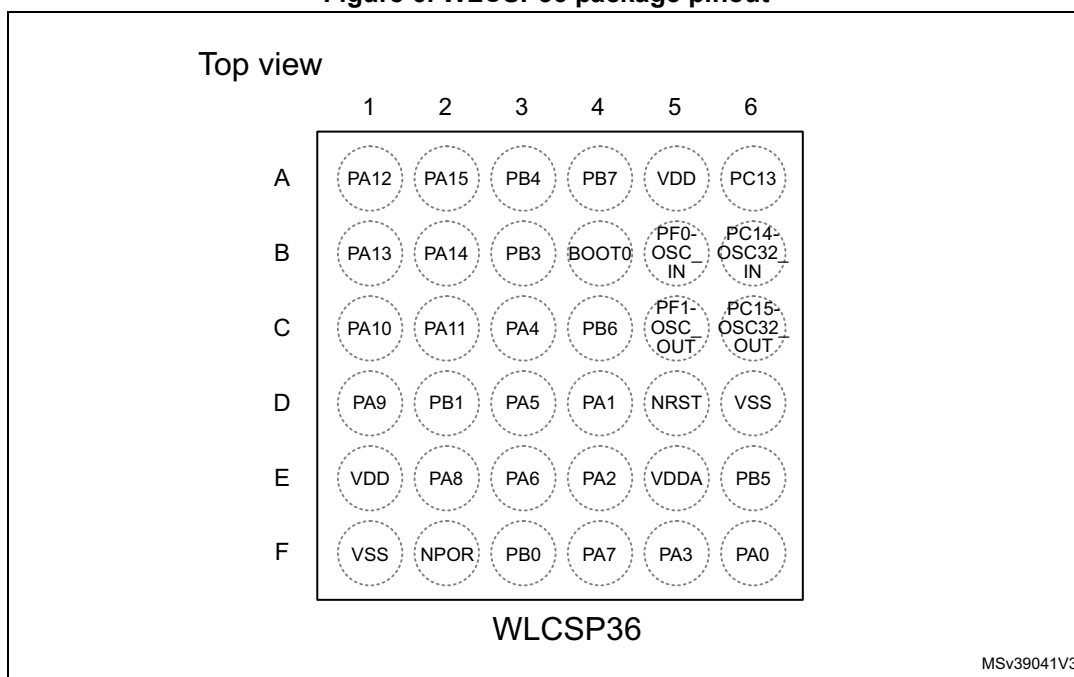 Top view
1 2 3 4 5 6
A PA12 PA15 PB4 PB7 VDD PC13
B PA13 PA14 PB3 BOOT0 PF0-OSC_IN PC14-OSC32_IN
C PA10 PA11 PA4 PB6 PF1-OSC_OUT PC15-OSC32_OUT
D PA9 PB1 PA5 PA1 NRST VSS
E VDD PA8 PA6 PA2 VDDA PB5
F VSS NPOR PB0 PA7 PA3 PA0
WLCSP36
MSv39041V3